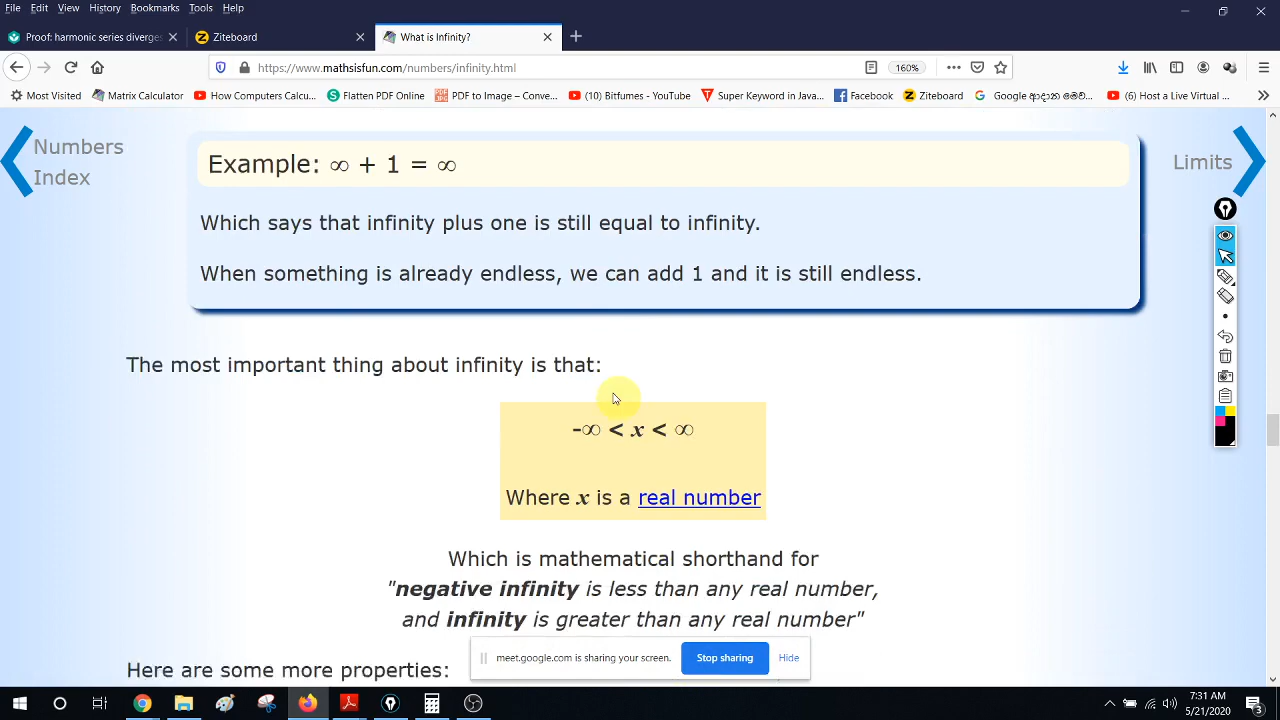 File Edit View History Bookmarks Tools Help
Proof: harmonic series diverges
Ziteboard
What is Infinity?
https://www.mathsisfun.com/numbers/infinity.html
160%
Most Visited
Matrix Calculator
How Computers Calcu...
Flatten PDF Online
PDF to – Conve...
(10) Bitfumes - YouTube
Super Keyword in Java...
Facebook
Ziteboard
(6) Host a Live Virtual ...
Numbers
Index
Limits
Example: ∞ + 1 = ∞
Which says that infinity plus one is still equal to infinity.
When something is already endless, we can add 1 and it is still endless.
The most important thing about infinity is that:
-∞ < x < ∞
Where x is a real number
Which is mathematical shorthand for
"negative infinity is less than any real number,
and infinity is greater than any real number"
meet.google.com is sharing your screen. Stop sharing Hide
Here are some more properties:
7:31 AM
5/21/2020
3